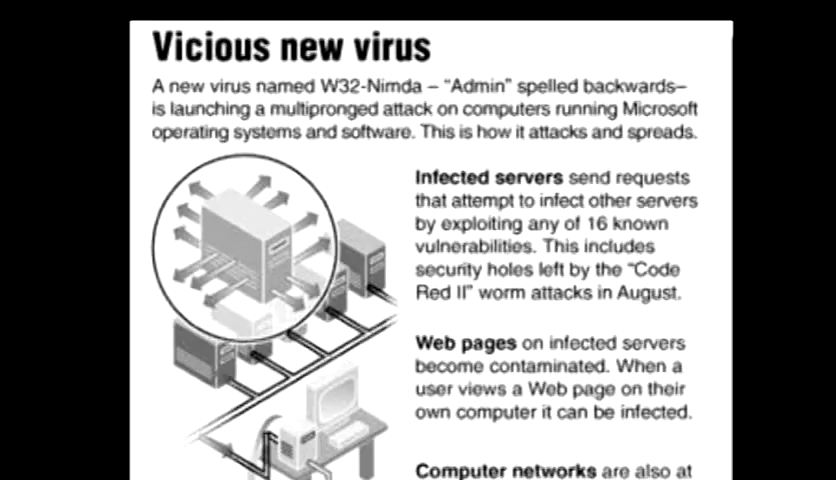 Vicious new virus
A new virus named W32-Nimda – “Admin” spelled backwards–
is launching a multipronged attack on computers running Microsoft
operating systems and software. This is how it attacks and spreads.
Infected servers send requests
that attempt to infect other servers
by exploiting any of 16 known
vulnerabilities. This includes
security holes left by the “Code
Red II” worm attacks in August.
Web pages on infected servers
become contaminated. When a
user views a Web page on their
own computer it can be infected.
Computer networks are also at